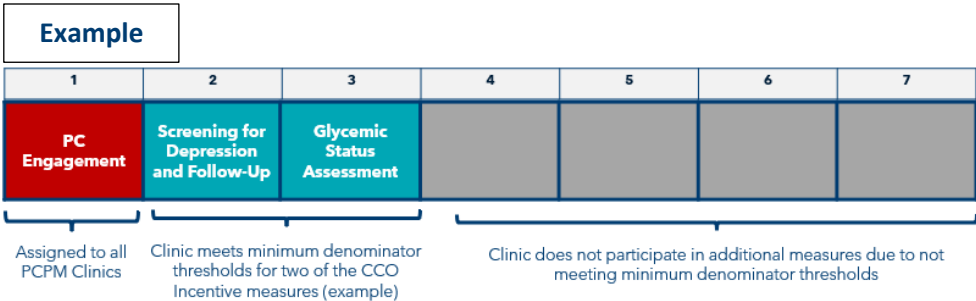 Example
1 2 3 4 5 6 7
PC
Engagement
Screening for
Depression
and Follow-Up
Glycemic
Status
Assessment
Assigned to all
PCPM Clinics
Clinic meets minimum denominator
thresholds for two of the CCO
Incentive measures (example)
Clinic does not participate in additional measures due to not
meeting minimum denominator thresholds